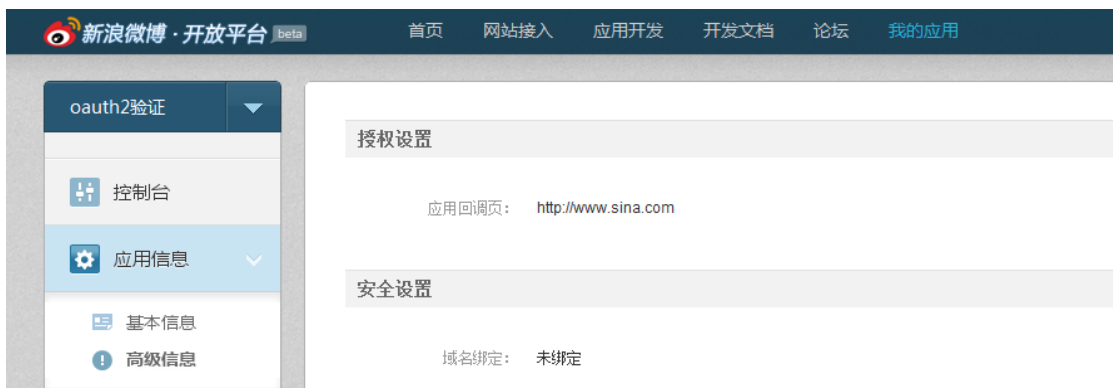 新浪微博·开放平台 beta 首页 网站接入 应用开发 开发文档 论坛 我的应用
oauth2验证
授权设置
控制台
应用回调页： http://www.sina.com
应用信息
安全设置
基本信息
高级信息
域名绑定： 未绑定